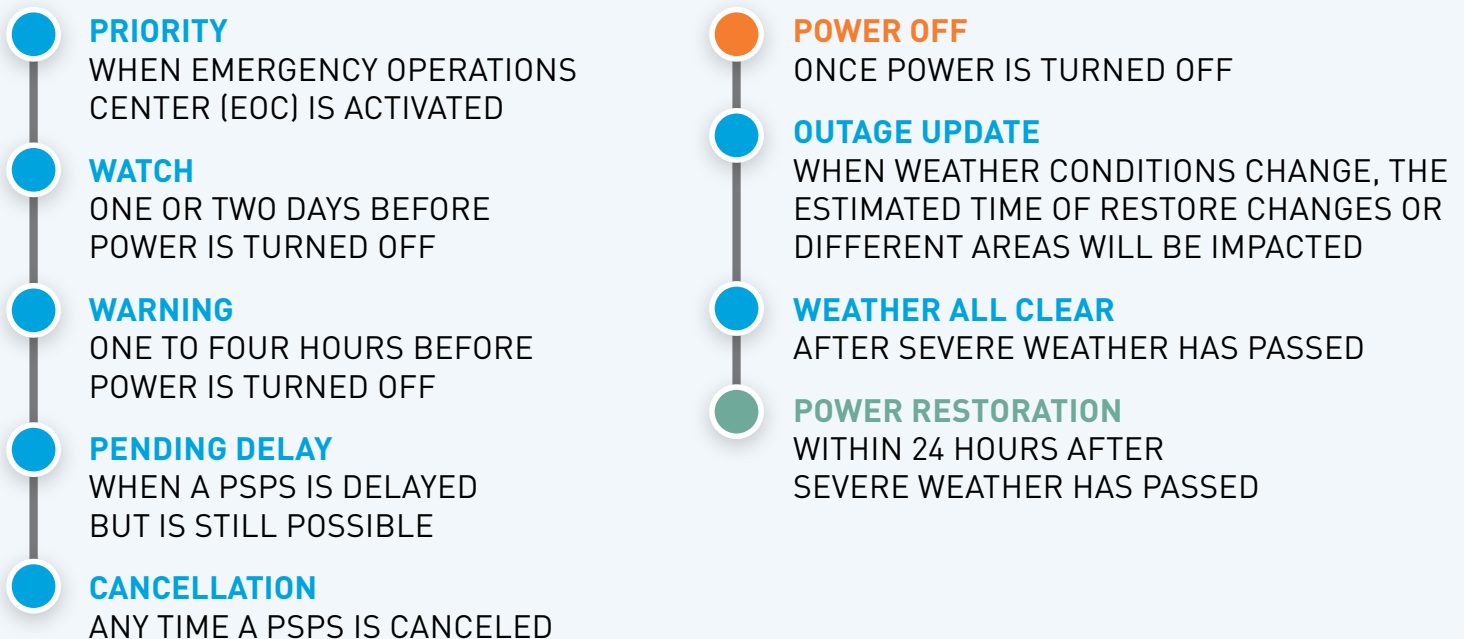 PRIORITY
WHEN EMERGENCY OPERATIONS
CENTER (EOC) IS ACTIVATED
WATCH
ONE OR TWO DAYS BEFORE
POWER IS TURNED OFF
WARNING
ONE TO FOUR HOURS BEFORE
POWER IS TURNED OFF
PENDING DELAY
WHEN A PSPS IS DELAYED
BUT IS STILL POSSIBLE
CANCELLATION
ANY TIME A PSPS IS CANCELED
POWER OFF
ONCE POWER IS TURNED OFF
OUTAGE UPDATE
WHEN WEATHER CONDITIONS CHANGE, THE
ESTIMATED TIME OF RESTORE CHANGES OR
DIFFERENT AREAS WILL BE IMPACTED
WEATHER ALL CLEAR
AFTER SEVERE WEATHER HAS PASSED
POWER RESTORATION
WITHIN 24 HOURS AFTER
SEVERE WEATHER HAS PASSED